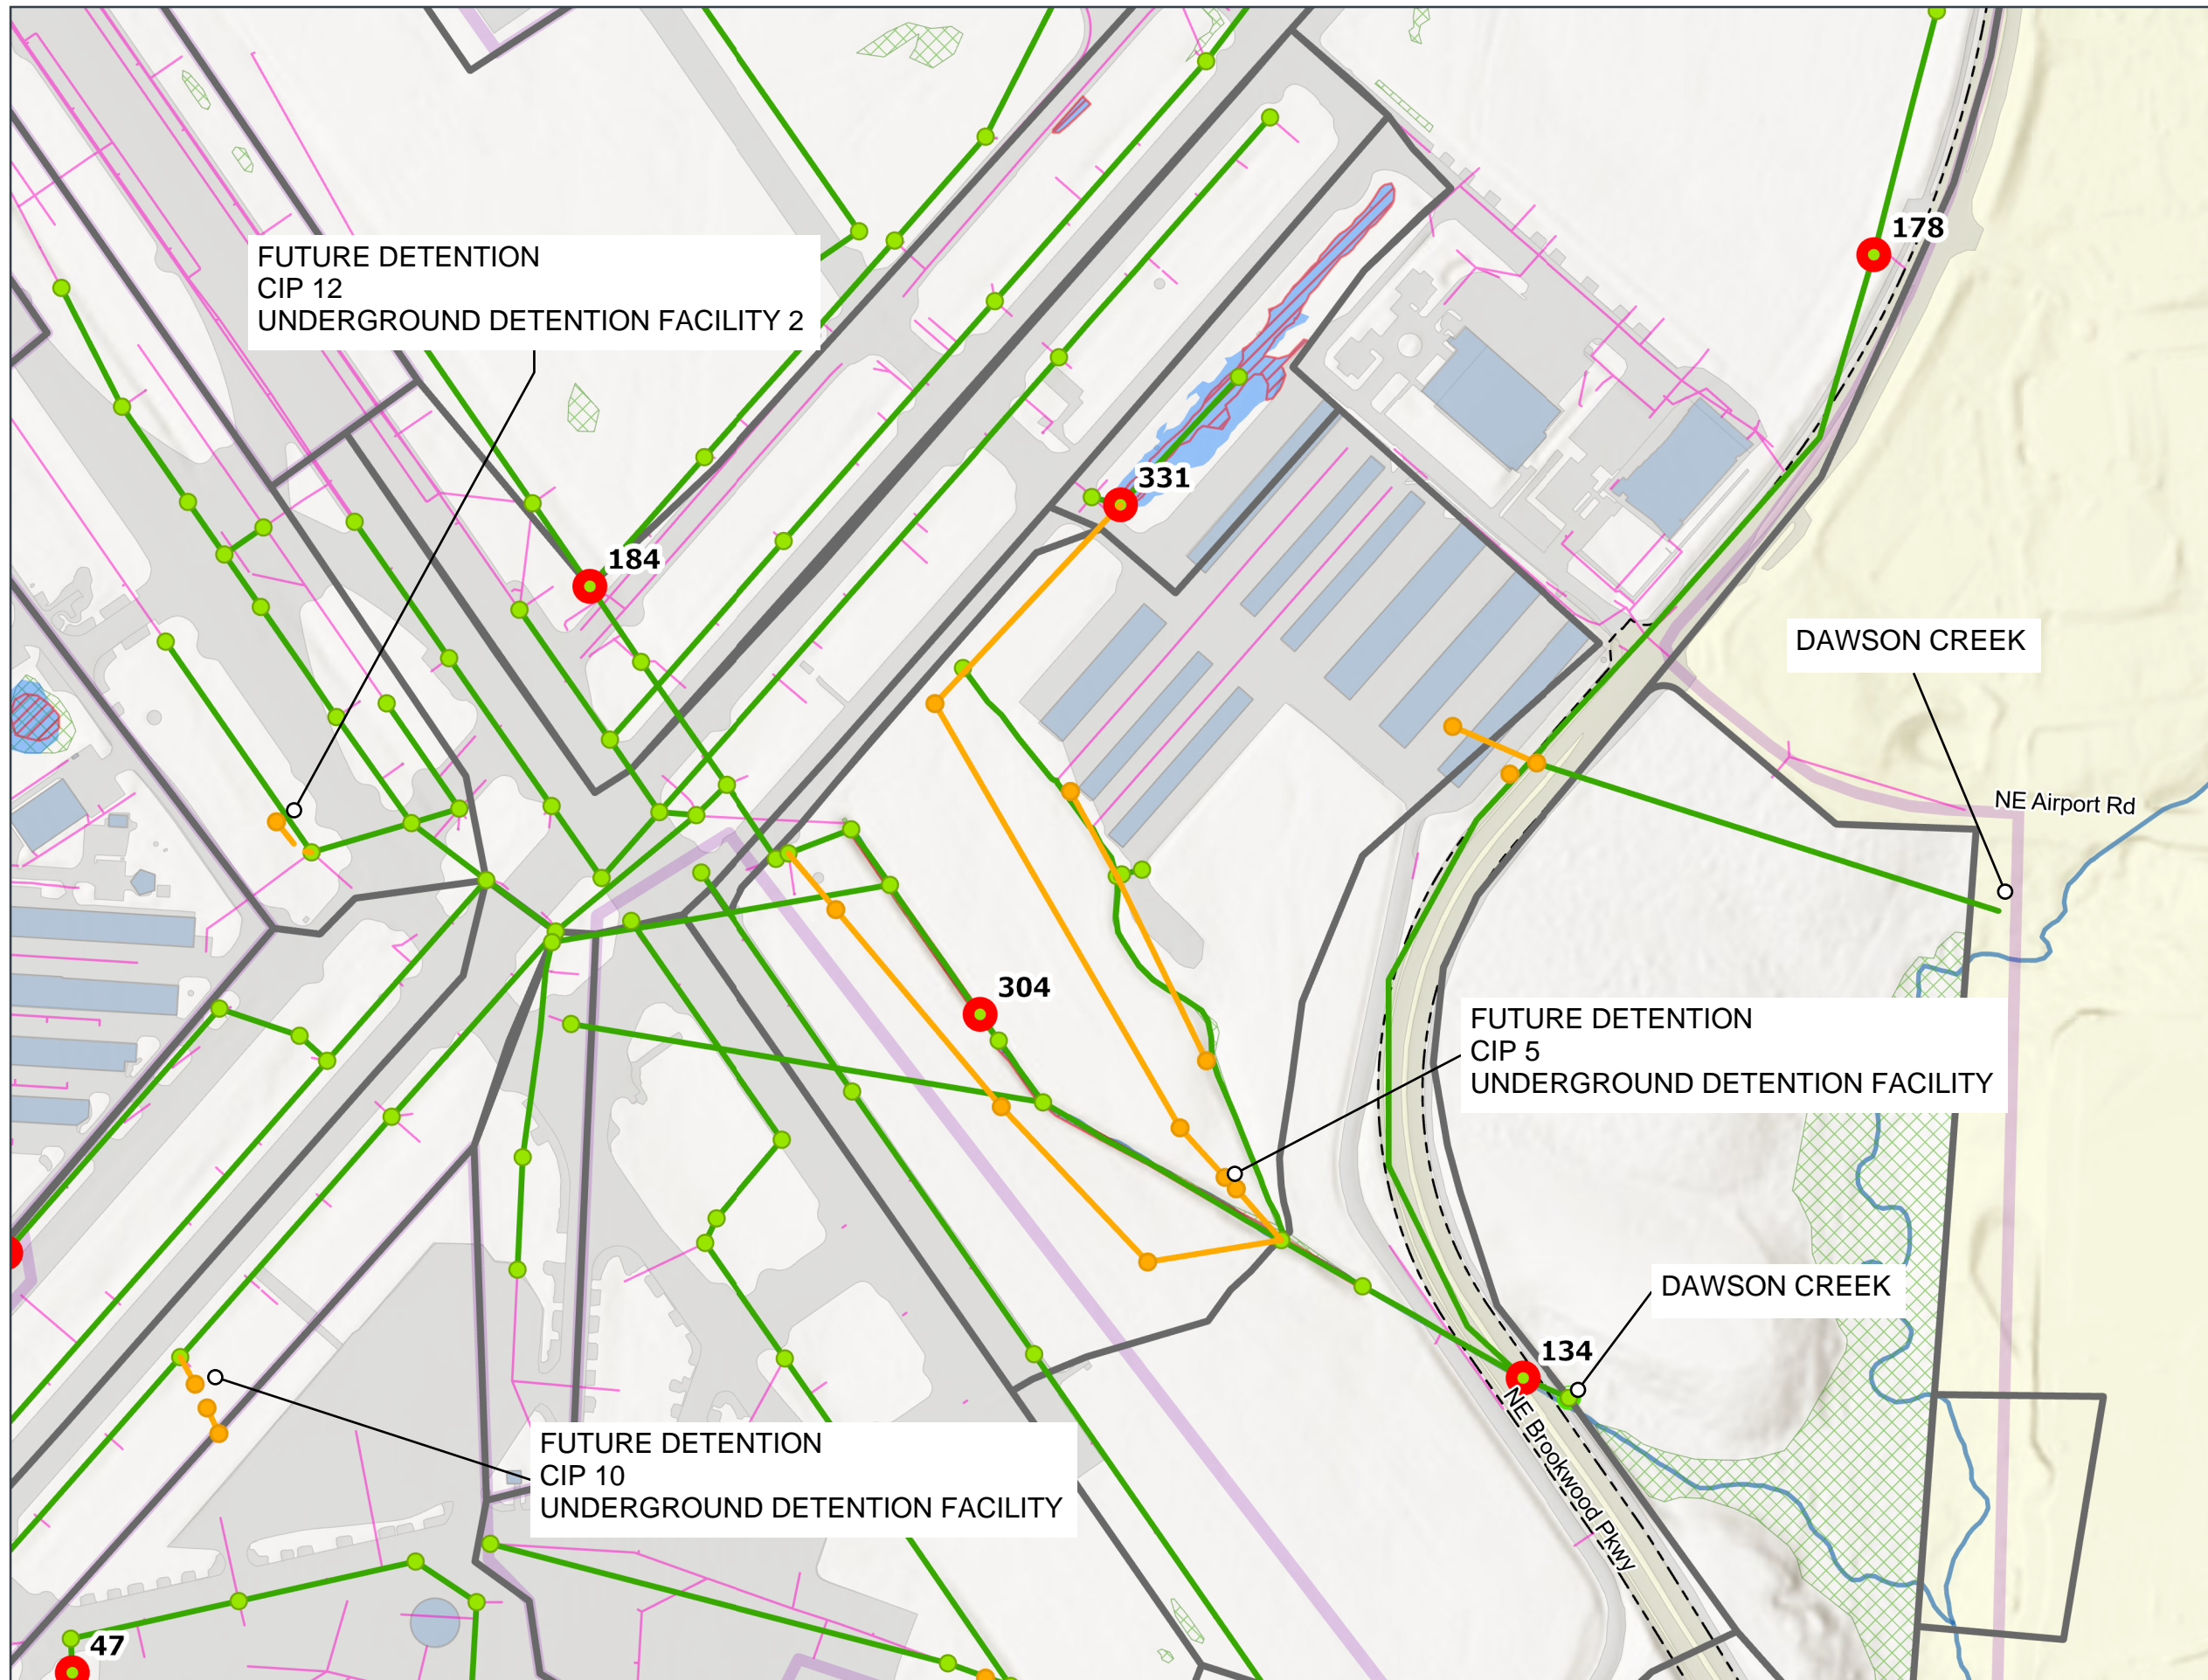 178
FUTURE DETENTION
CIP 12
UNDERGROUND DETENTION FACILITY 2
331
184
DAWSON CREEK
NE Airport Rd
304
FUTURE DETENTION
CIP 5
UNDERGROUND DETENTION FACILITY
DAWSON CREEK
134
NE Brookwood Pkwy
FUTURE DETENTION
CIP 10
UNDERGROUND DETENTION FACILITY
47